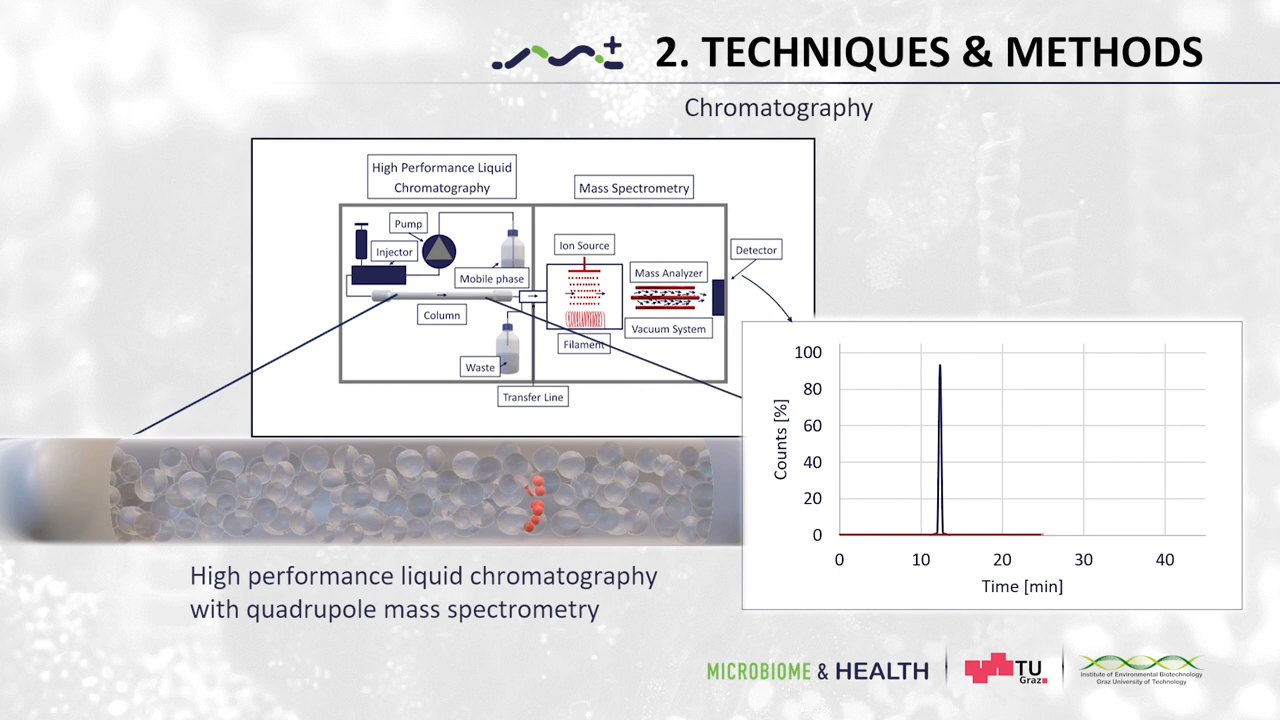 2. TECHNIQUES & METHODS
Chromatography
High Performance Liquid
Chromatography
Mass Spectrometry
Pump
Injector
Mobile phase
Column
Waste
Transfer Line
Ion Source
Filament
Mass Analyzer
Vacuum System
Detector
100
80
60
40
20
0
Counts [%]
0 10 20 30 40
Time [min]
High performance liquid chromatography
with quadrupole mass spectrometry
MICROBIOME & HEALTH
TU
Graz
Institute of Environmental Biotechnology
Graz University of Technology